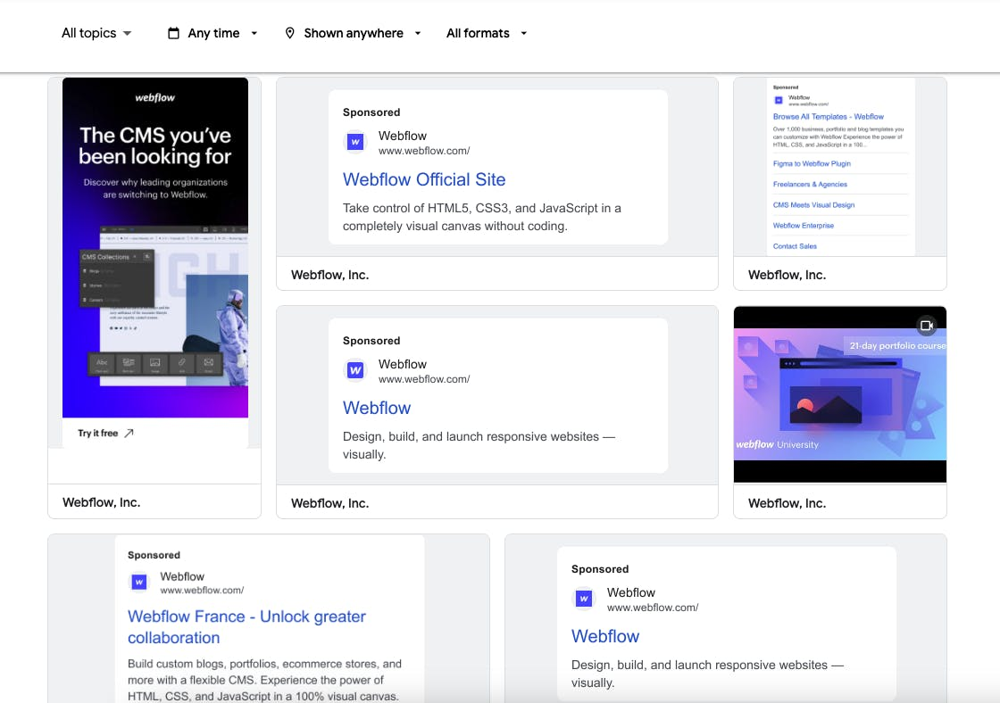 All topics
Any time
Shown anywhere
All formats
webflow
The CMS you've
been looking for
Discover why leading organizations
are switching to Webflow.
CMS Collections
Abc
Try it free
Webflow, Inc.
Sponsored
Webflow
www.webflow.com/
Webflow Official Site
Take control of HTML5, CSS3, and JavaScript in a
completely visual canvas without coding.
Webflow, Inc.
Sponsored
Webflow
www.webflow.com/
Browse All Templates - Webflow
Over 1,000 business, portfolio and blog templates you
can customize with Webflow Experience the power of
HTML, CSS, and JavaScript in a 100...
Figma to Webflow Plugin
Freelancers & Agencies
CMS Meets Visual Design
Webflow Enterprise
Contact Sales
Webflow, Inc.
Sponsored
Webflow
www.webflow.com/
Webflow
Design, build, and launch responsive websites —
visually.
Webflow, Inc.
21-day portfolio course
webflow University
Webflow, Inc.
Sponsored
Webflow
www.webflow.com/
Webflow France - Unlock greater
collaboration
Build custom blogs, portfolios, ecommerce stores, and
more with a flexible CMS. Experience the power of
HTML, CSS, and JavaScript in a 100% visual canvas.
Sponsored
Webflow
www.webflow.com/
Webflow
Design, build, and launch responsive websites —
visually.